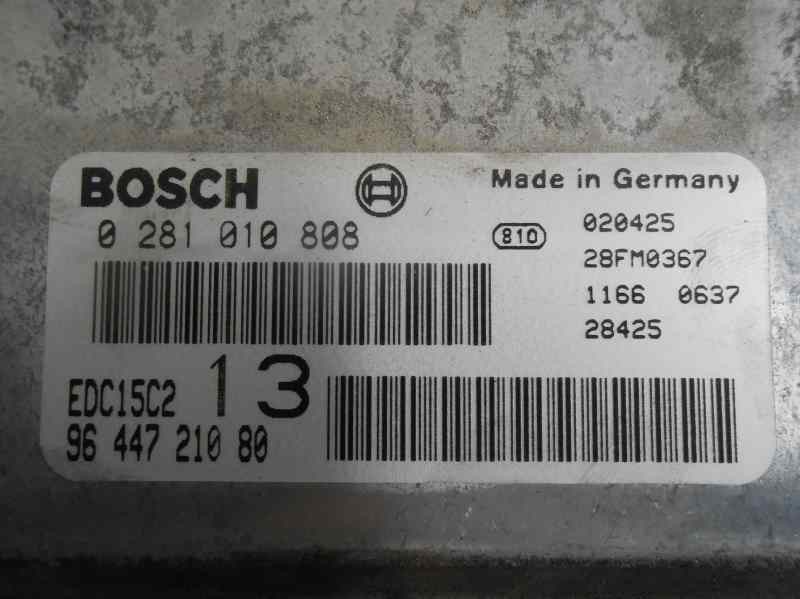 BOSCH
Made in Germany
0 281 010 808
810
020425
28FM0367
1166 0637
28425
EDC15C2 13
96 447 210 80